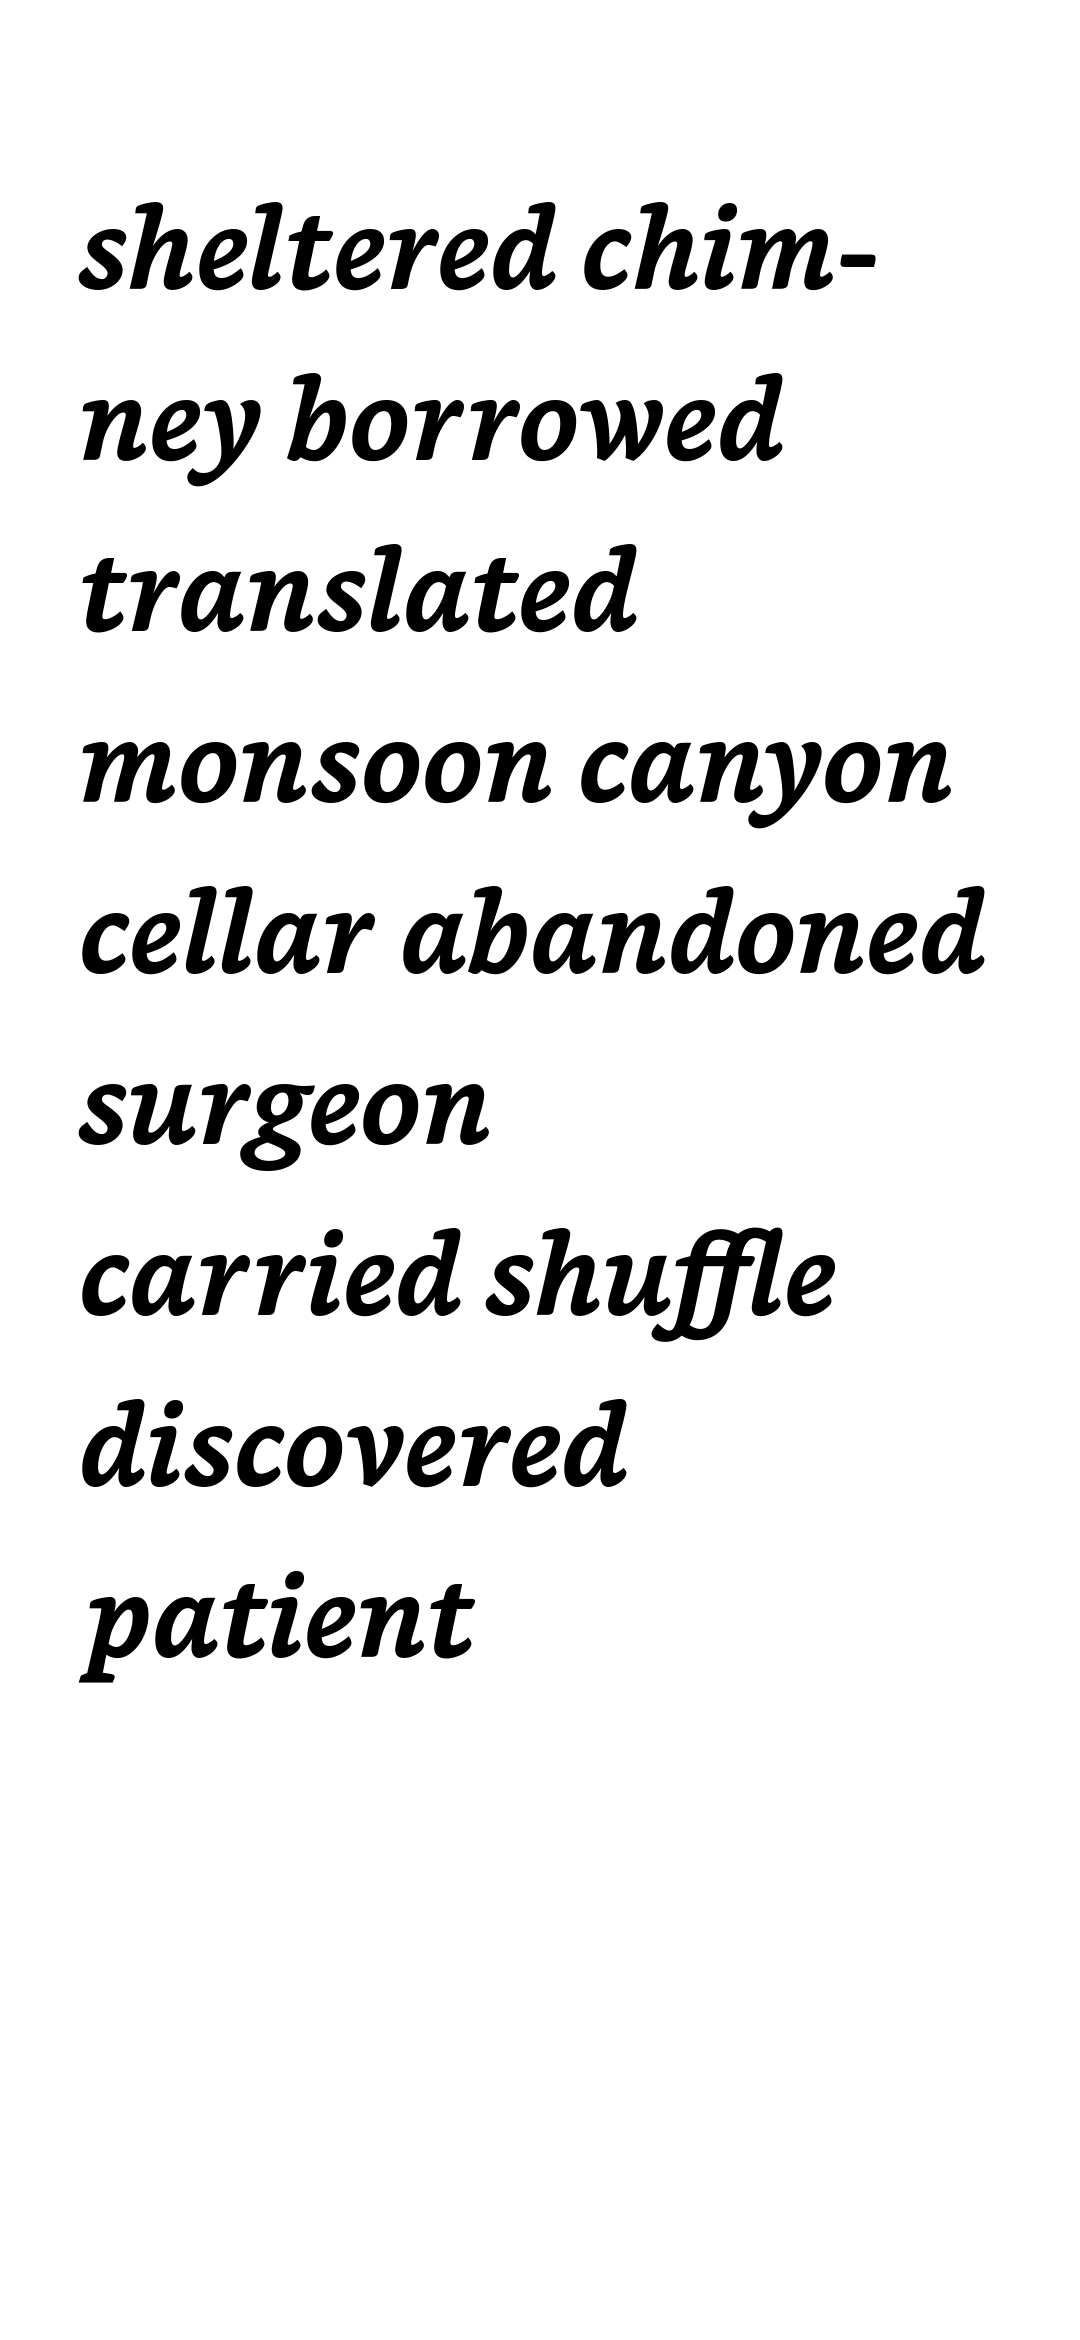 sheltered chim-
ney borrowed
translated
monsoon canyon
cellar abandoned
surgeon
carried shuffle
discovered
patient